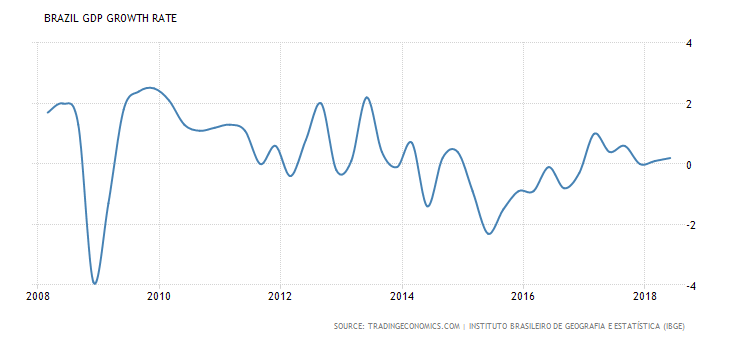 BRAZIL GDP GROWTH RATE
4
2
0
-2
-4
2008 2010 2012 2014 2016 2018
SOURCE: TRADINGECONOMICS.COM | INSTITUTO BRASILEIRO DE GEOGRAFIA E ESTATÍSTICA (IBGE)